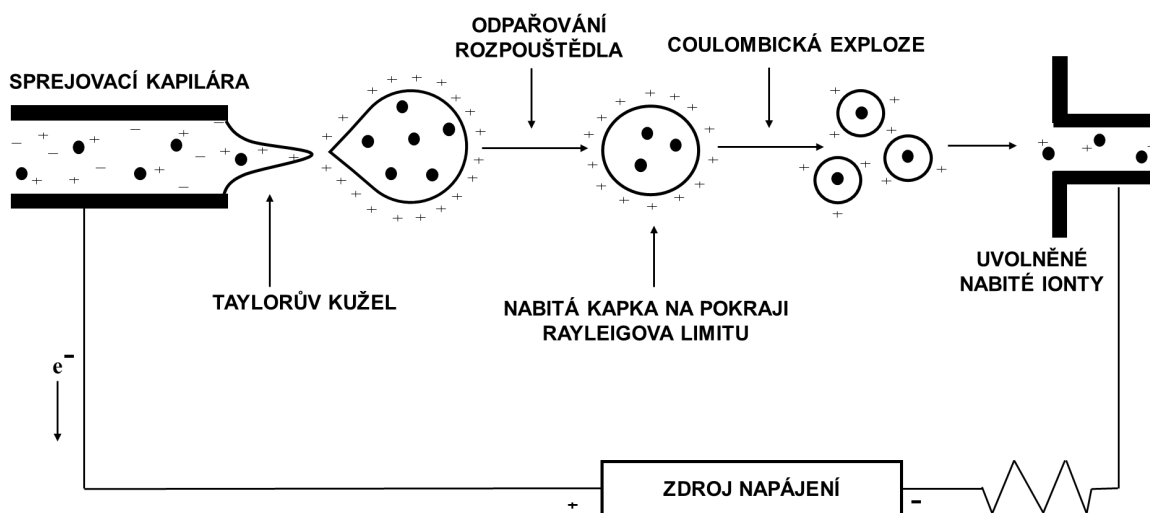 ODPAŘOVÁNÍ
ROZPOUŠTĚDLA
COULOMBICKÁ EXPLOZE
SPREJOVACÍ KAPILÁRA
TAYLORŮV KUŽEL
NABITÁ KAPKA NA POKRAJI
RAYLEIGOVA LIMITU
UVOLNĚNÉ
NABITÉ IONTY
e⁻
ZDROJ NAPÁJENÍ
+
-